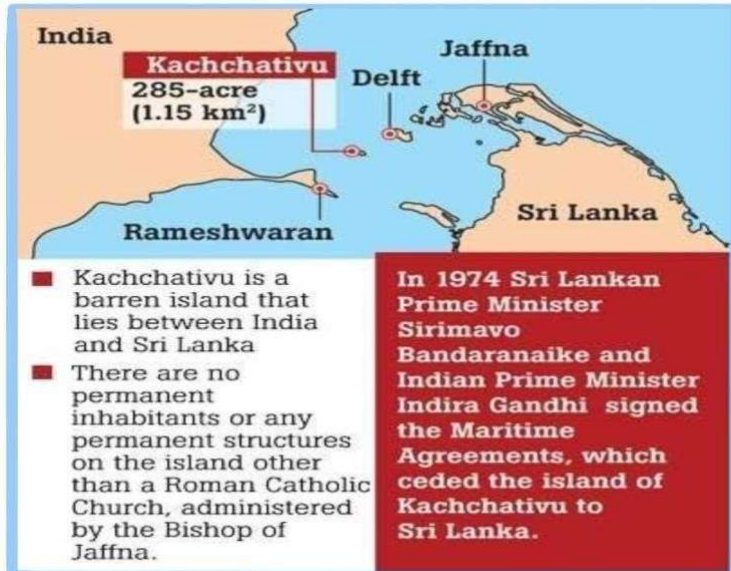 India
Kachchativu
285-acre
(1.15 km²)
Delft
Jaffna
Rameshwaran
Sri Lanka
Kachchativu is a
barren island that
lies between India
and Sri Lanka
There are no
permanent
inhabitants or any
permanent structures
on the island other
than a Roman Catholic
Church, administered
by the Bishop of
Jaffna.
In 1974 Sri Lankan
Prime Minister
Sirimavo
Bandaranaike and
Indian Prime Minister
Indira Gandhi signed
the Maritime
Agreements, which
ceded the island of
Kachchativu to
Sri Lanka.